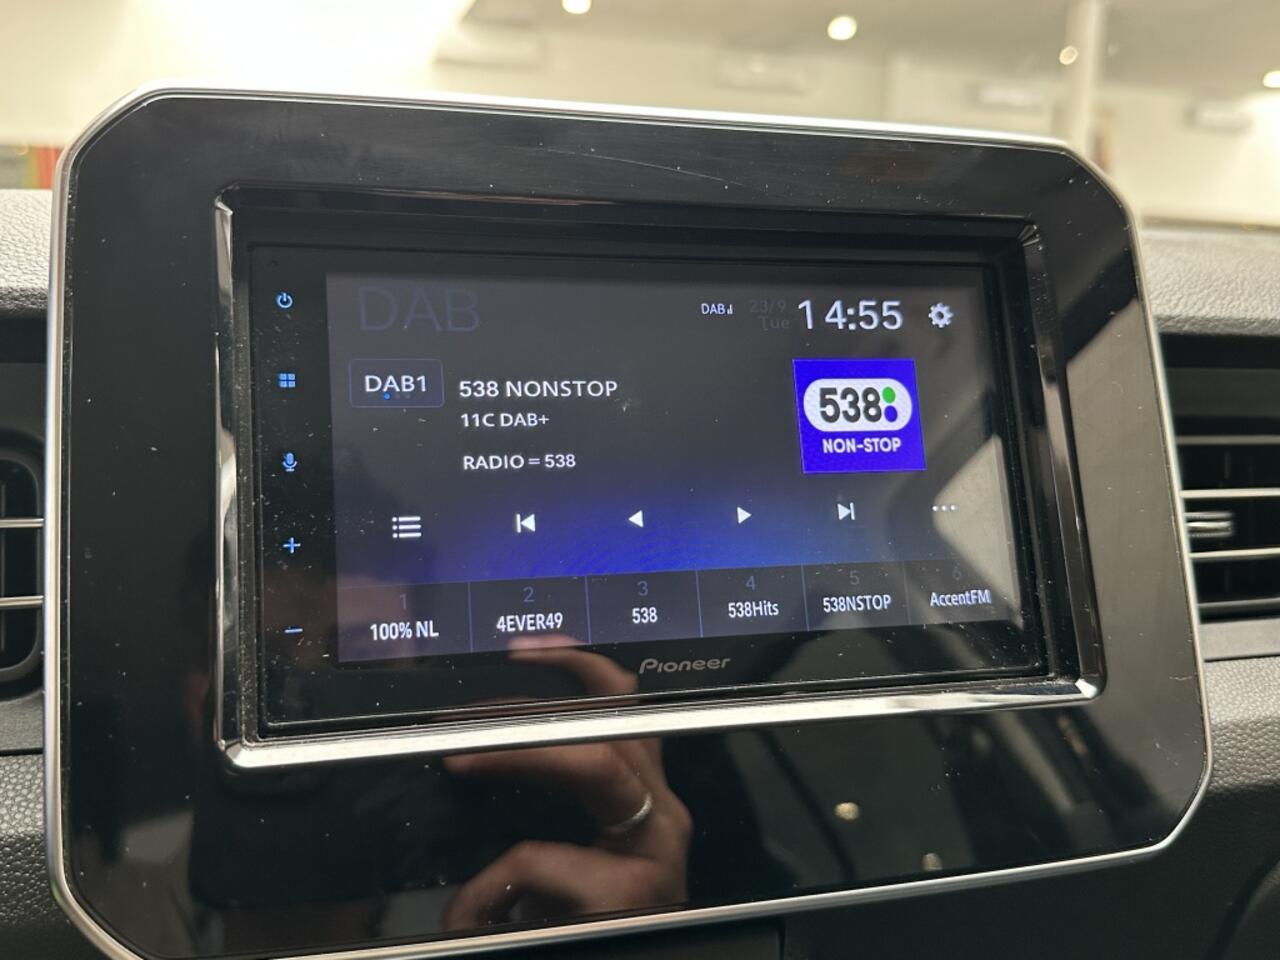 DAB
DAB
23/9
Tue
14:55
DAB1
538 NONSTOP
11C DAB+
RADIO = 538
538
NON-STOP
1
100% NL
2
4EVER49
3
538
4
538Hits
5
538NSTOP
6
AccentFM
Pioneer